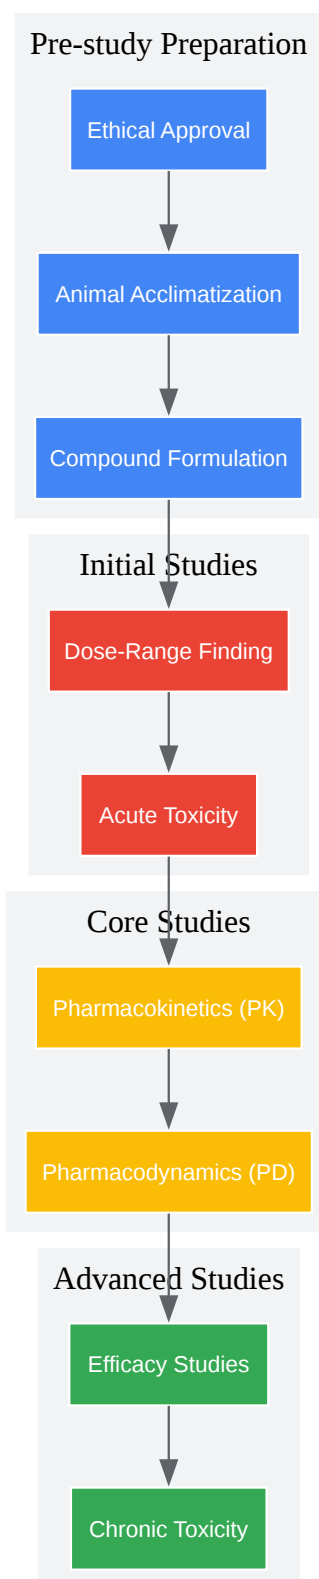 Pre-study Preparation
Ethical Approval
Animal Acclimatization
Compound Formulation
Initial Studies
Dose-Range Finding
Acute Toxicity
Core Studies
Pharmacokinetics (PK)
Pharmacodynamics (PD)
Advanced Studies
Efficacy Studies
Chronic Toxicity